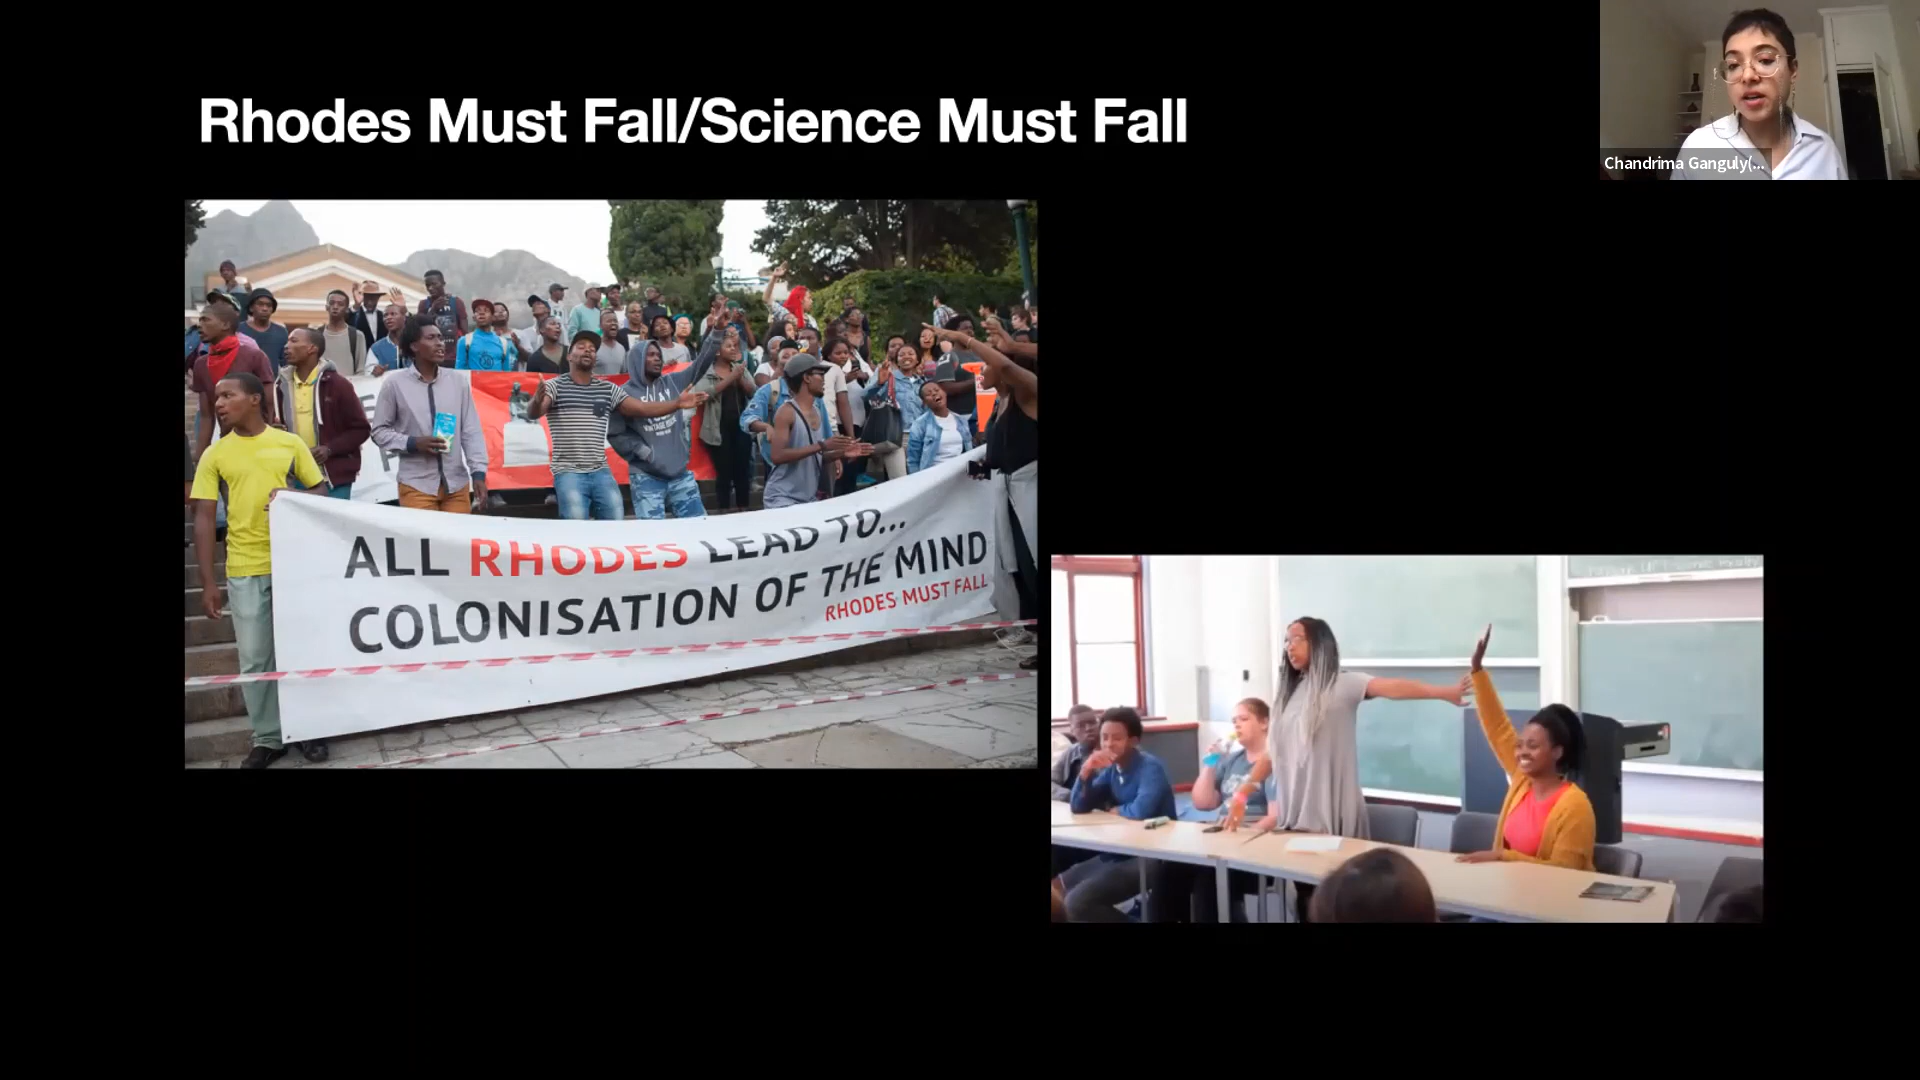 Rhodes Must Fall/Science Must Fall
Chandrima Ganguly(...
ALL RHODES LEAD TO...
COLONISATION OF THE MIND
RHODES MUST FALL